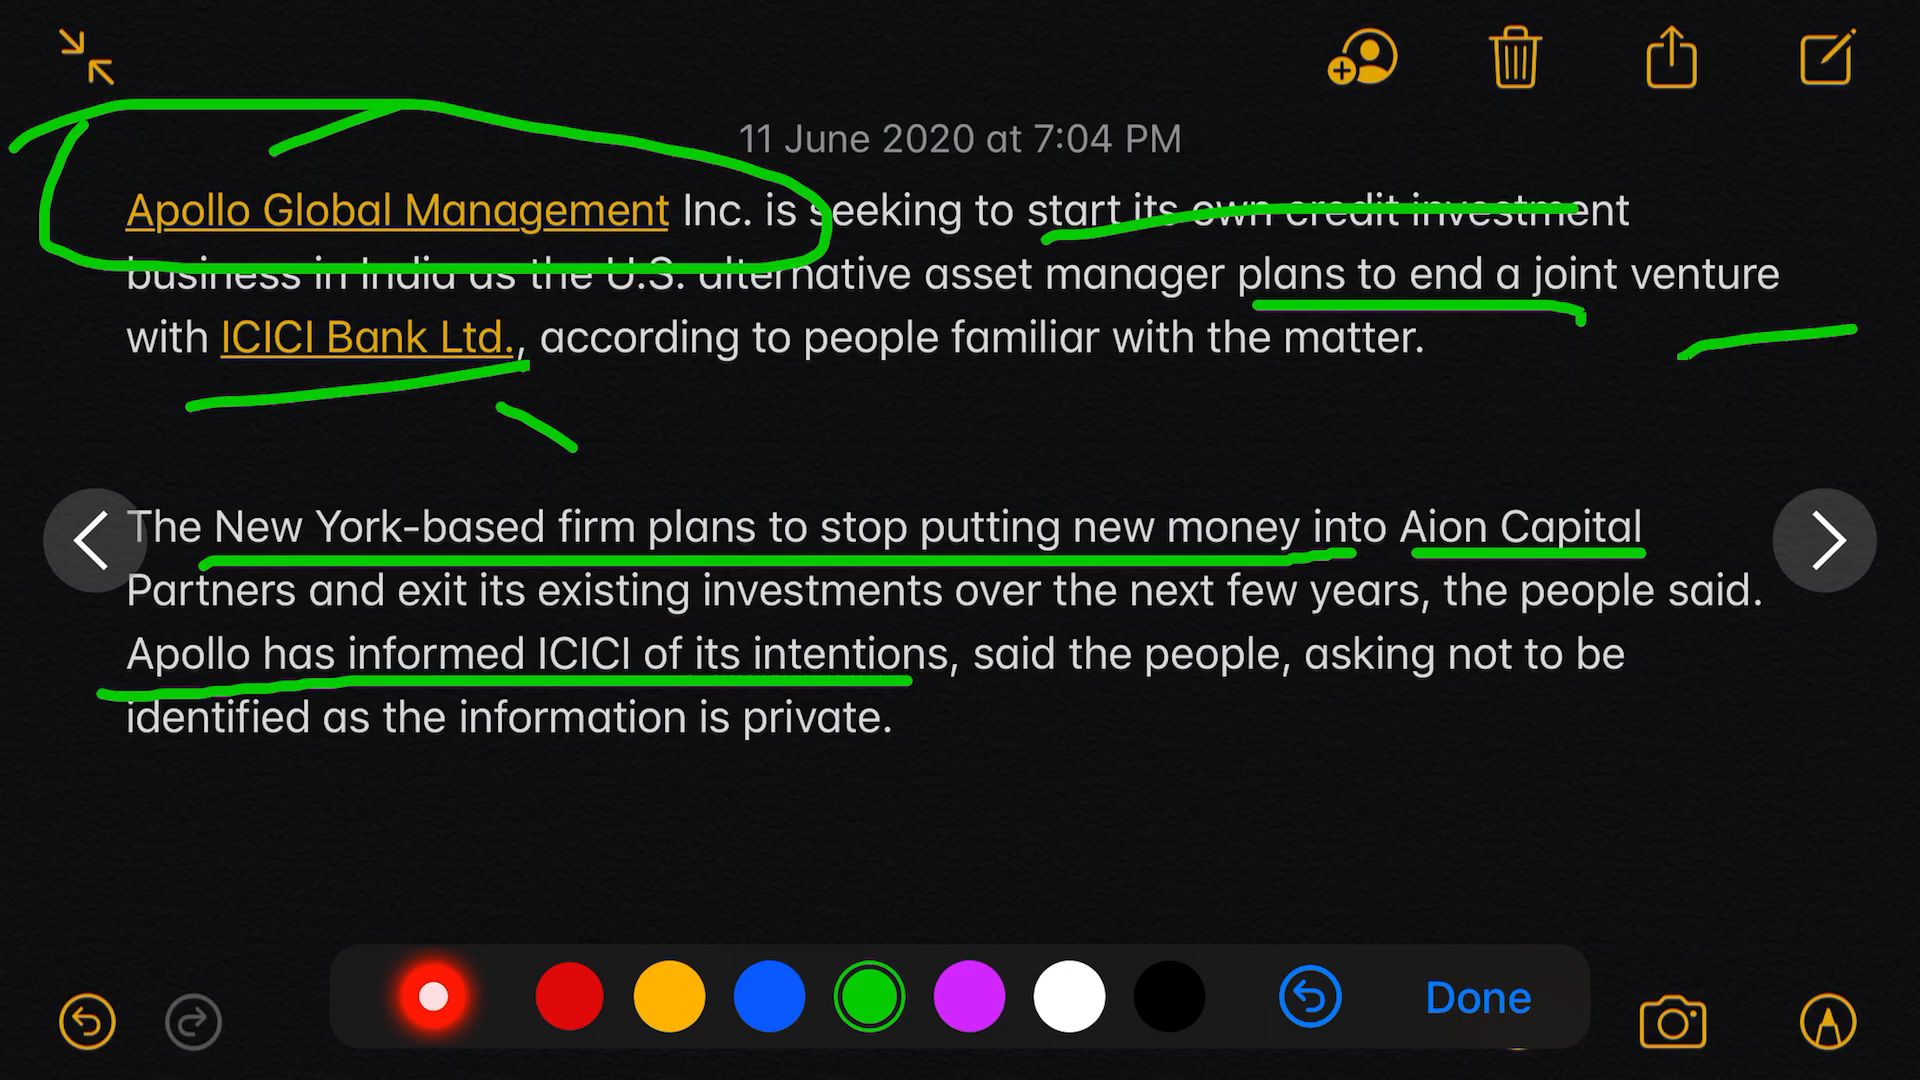 11 June 2020 at 7:04 PM
Apollo Global Management Inc. is seeking to start its own credit investment
business in India as the U.S. alternative asset manager plans to end a joint venture
with ICICI Bank Ltd., according to people familiar with the matter.
The New York-based firm plans to stop putting new money into Aion Capital
Partners and exit its existing investments over the next few years, the people said.
Apollo has informed ICICI of its intentions, said the people, asking not to be
identified as the information is private.
Done